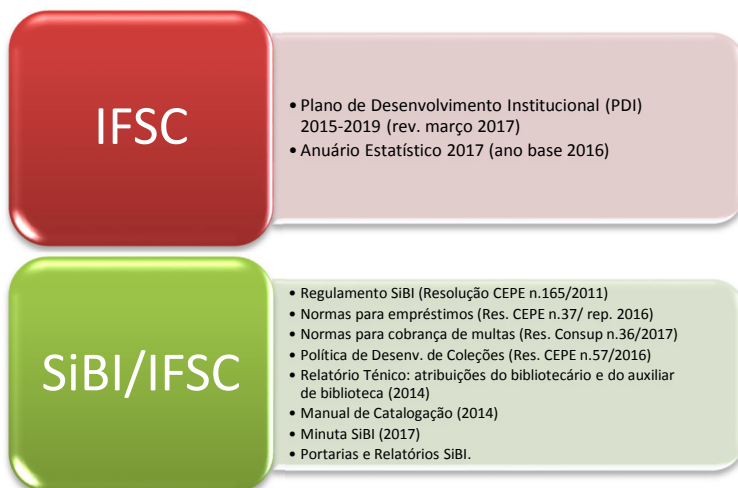 IFSC
• Plano de Desenvolvimento Institucional (PDI)
2015-2019 (rev. março 2017)
• Anuário Estatístico 2017 (ano base 2016)
SiBI/IFSC
• Regulamento SiBI (Resolução CEPE n.165/2011)
• Normas para empréstimos (Res. CEPE n.37/ rep. 2016)
• Normas para cobrança de multas (Res. Consup n.36/2017)
• Política de Desenv. de Coleções (Res. CEPE n.57/2016)
• Relatório Ténico: atribuições do bibliotecário e do auxiliar
de biblioteca (2014)
• Manual de Catalogação (2014)
• Minuta SiBI (2017)
• Portarias e Relatórios SiBI.